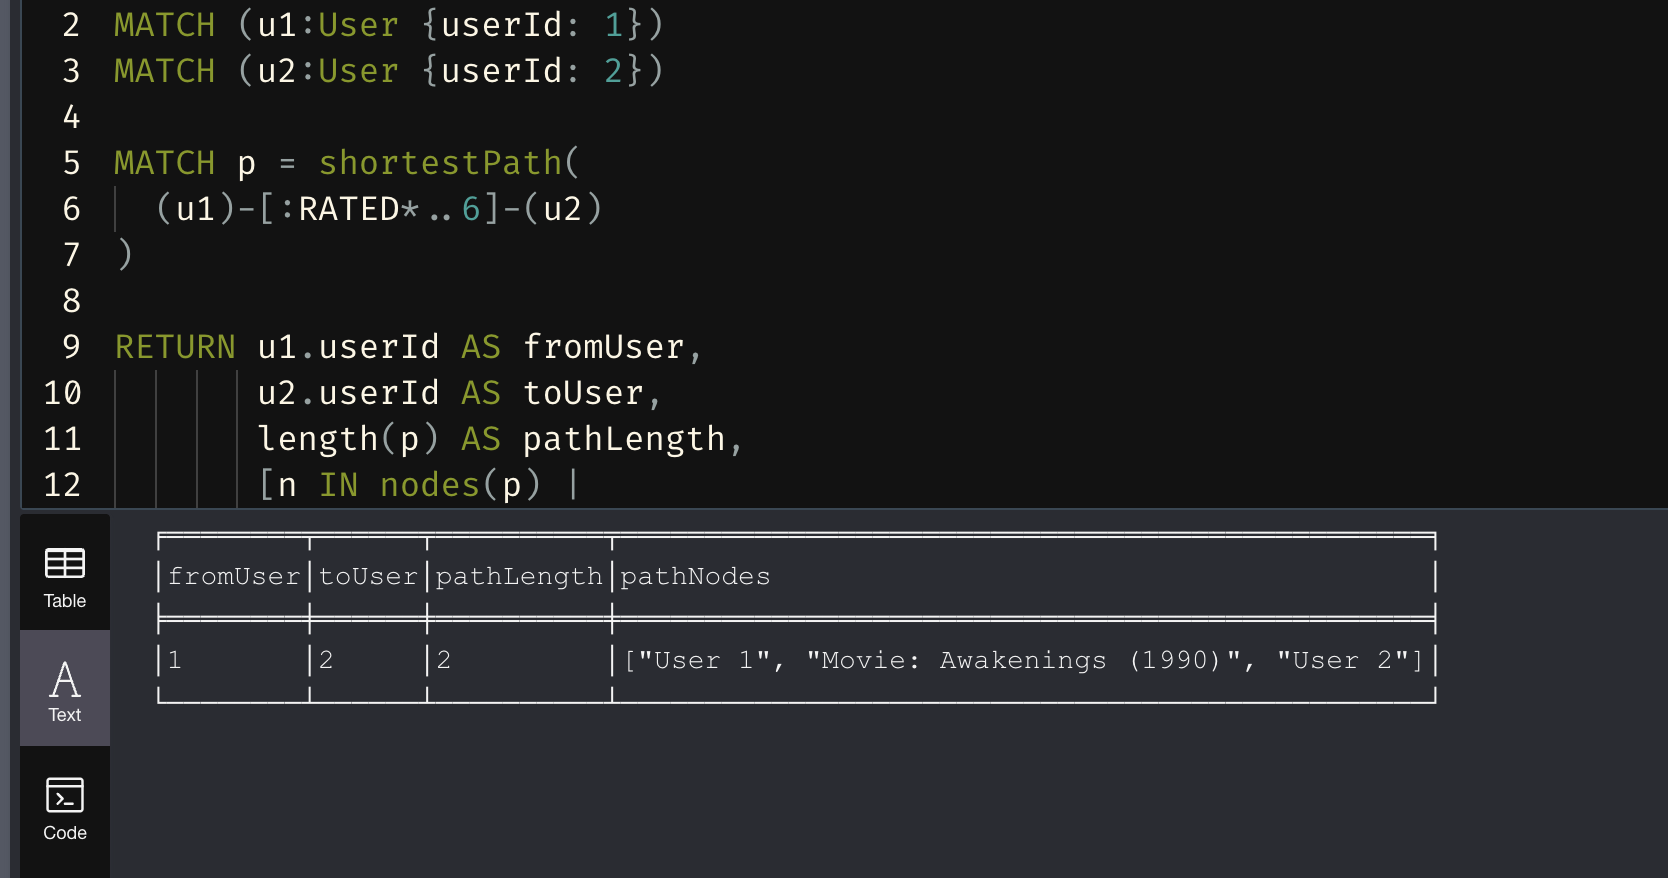 2 MATCH (u1:User {userId: 1})
3 MATCH (u2:User {userId: 2})
4
5 MATCH p = shortestPath(
6   (u1)-[:RATED*..6]-(u2)
7 )
8
9 RETURN u1.userId AS fromUser,
10        u2.userId AS toUser,
11        length(p) AS pathLength,
12        [n IN nodes(p) |
Table
|fromUser|toUser|pathLength|pathNodes|
|1|2|2|["User 1", "Movie: Awakenings (1990)", "User 2"]|
A
Text
Code